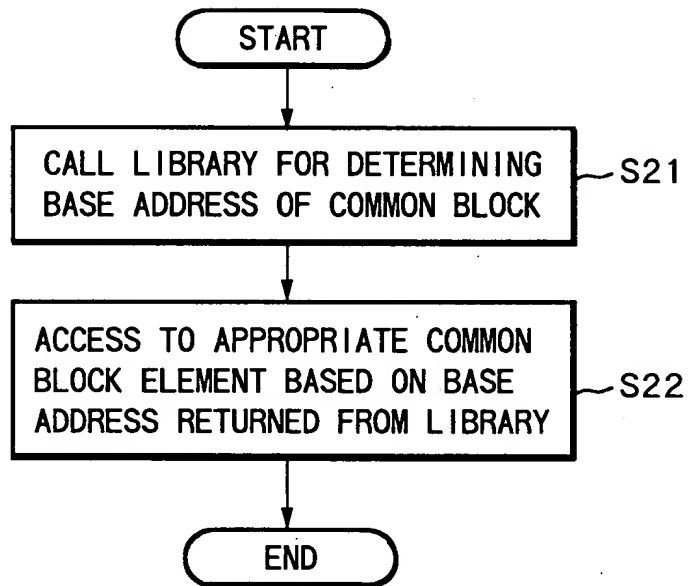 START
CALL LIBRARY FOR DETERMINING
BASE ADDRESS OF COMMON BLOCK
S21
ACCESS TO APPROPRIATE COMMON
BLOCK ELEMENT BASED ON BASE
ADDRESS RETURNED FROM LIBRARY
S22
END